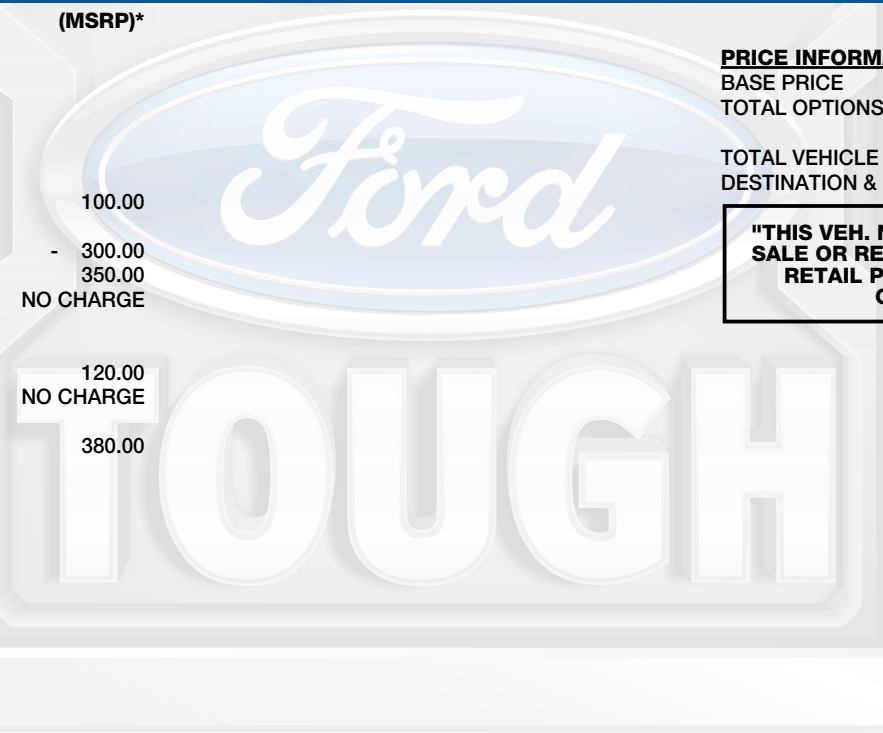 (MSRP)*
100.00
- 300.00
350.00
NO CHARGE
120.00
NO CHARGE
380.00
PRICE INFORM
BASE PRICE
TOTAL OPTIONS
TOTAL VEHICLE
DESTINATION &
"THIS VEH.
SALE OR RE
RETAIL P
Ford
TOUGH